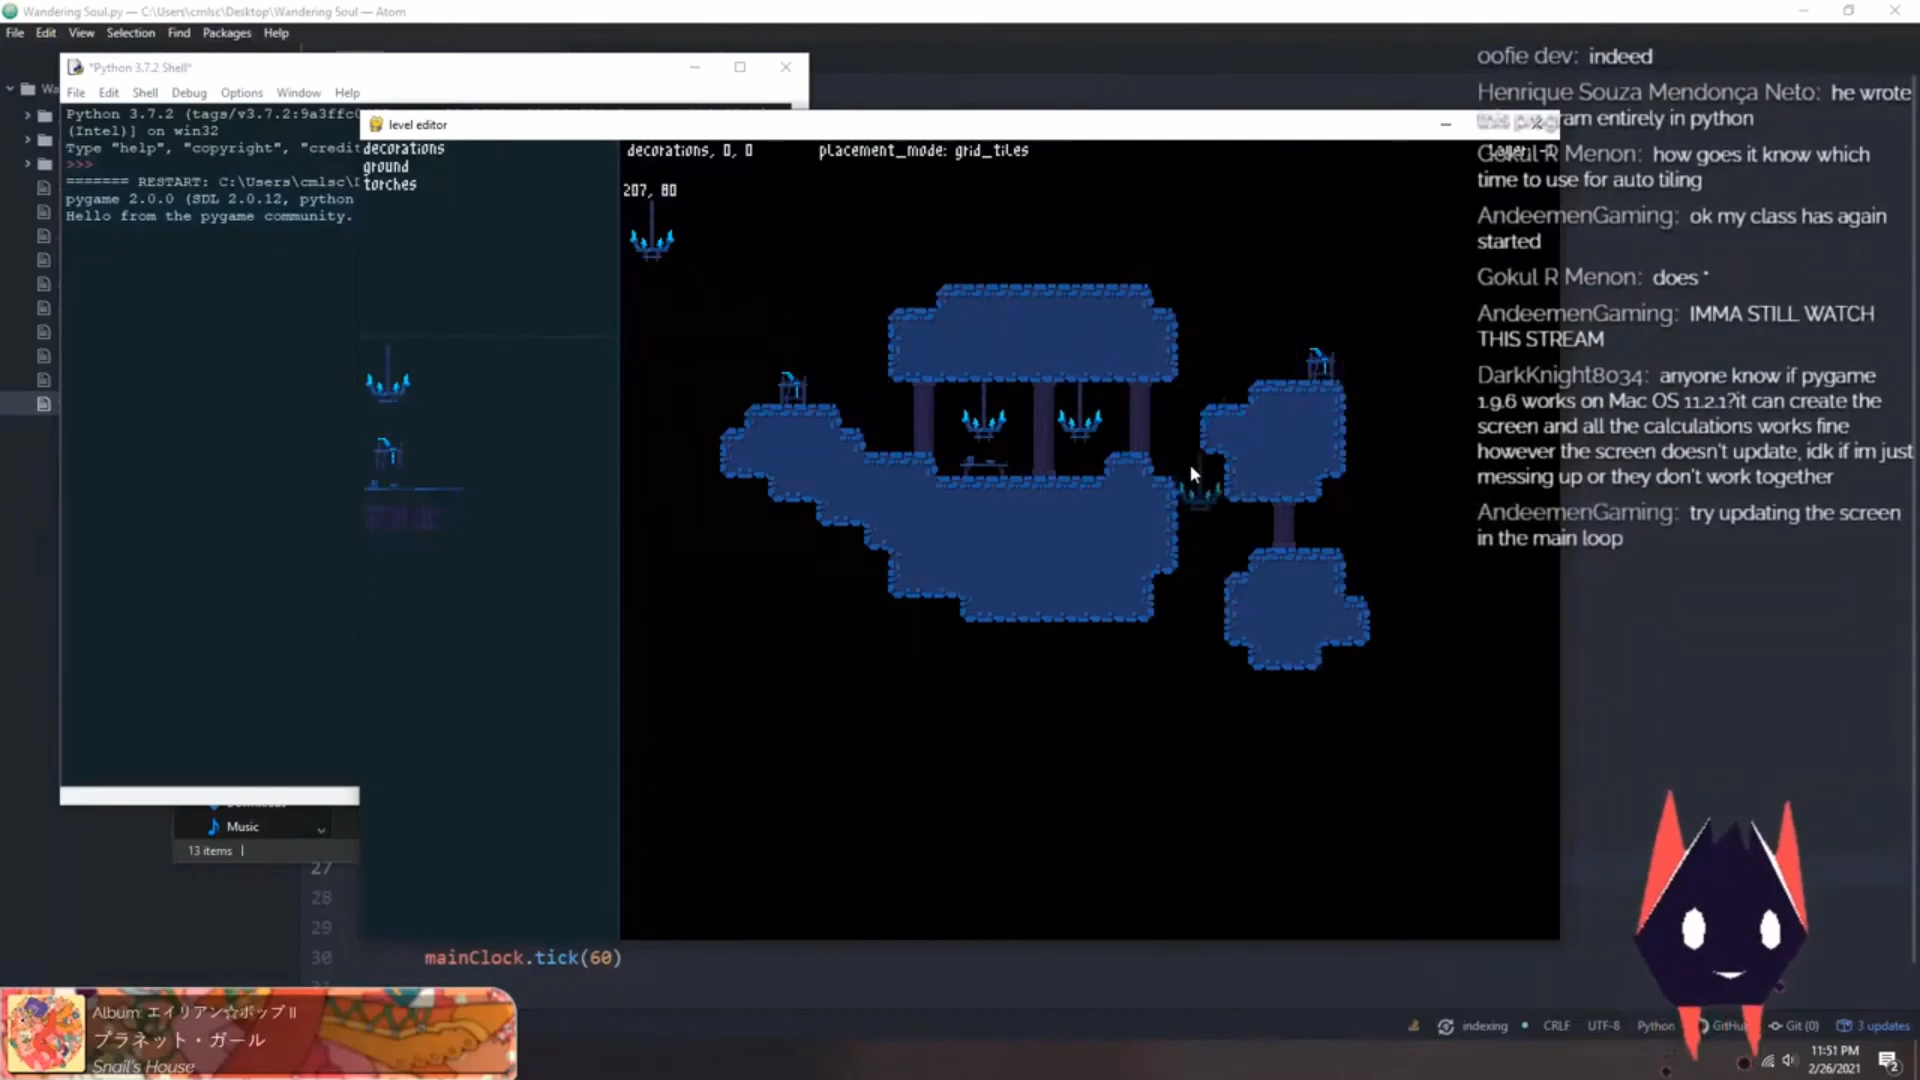 Wandering Soul.py — C:\Users\cmlsc\Desktop\Wandering Soul — Atom
File Edit View Selection Find Packages Help
*Python 3.7.2 Shell*
File Edit Shell Debug Options Window Help
Python 3.7.2 (tags/v3.7.2:9a3ffc0
(Intel)] on win32
Type "help", "copyright", "credit
>>>
======= RESTART: C:\Users\cmlsc\
pygame 2.0.0 (SDL 2.0.12, python
Hello from the pygame community.
level editor
decorations
ground
torches
decorations, 0, 0
placement_mode: grid_tiles
207, 80
oofie dev: indeed
Henrique Souza Mendonça Neto: he wrote
this program entirely in python
Gokul R Menon: how goes it know which
time to use for auto tiling
AndeemenGaming: ok my class has again
started
Gokul R Menon: does *
AndeemenGaming: IMMA STILL WATCH
THIS STREAM
DarkKnight8034: anyone know if pygame
1.9.6 works on Mac OS 11.2.1?it can create the
screen and all the calculations works fine
however the screen doesn't update, idk if im just
messing up or they don't work together
AndeemenGaming: try updating the screen
in the main loop
Music
13 items
27
28
29
30 mainClock.tick(60)
Album: エイリアン☆ポップ II
プラネット・ガール
Snail's House
indexing CRLF UTF-8 Python GitHub Git (0) 3 updates
11:51 PM
2/26/2021
2